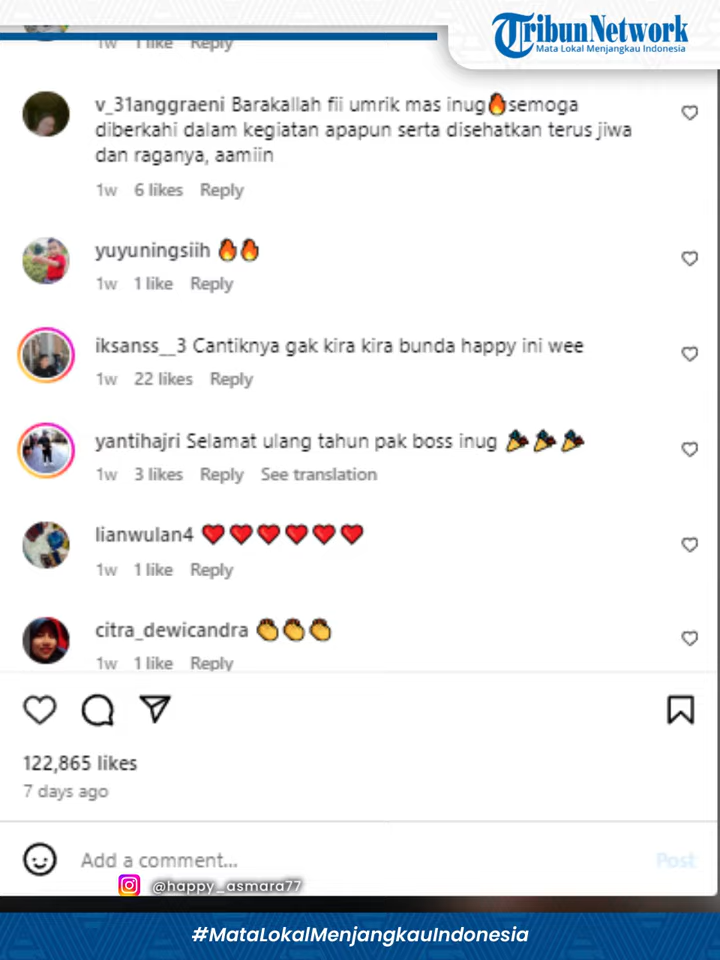 TribunNetwork
Mata Lokal Menjangkau Indonesia
1w 1 like Reply
v_31anggraeni Barakallah fii umrik mas inug🔥semoga
diberkahi dalam kegiatan apapun serta disehatkan terus jiwa
dan raganya, aamiin
1w 6 likes Reply
yuyuningsiih 🔥🔥
1w 1 like Reply
iksanss__3 Cantiknya gak kira kira bunda happy ini wee
1w 22 likes Reply
yantihajri Selamat ulang tahun pak boss inug 🎉🎉🎉
1w 3 likes Reply See translation
lianwulan4 ❤️❤️❤️❤️❤️❤️
1w 1 like Reply
citra_dewicandra 👏👏👏
1w 1 like Reply
122,865 likes
7 days ago
Add a comment...
Post
@happy_asmara77
#MataLokalMenjangkauIndonesia